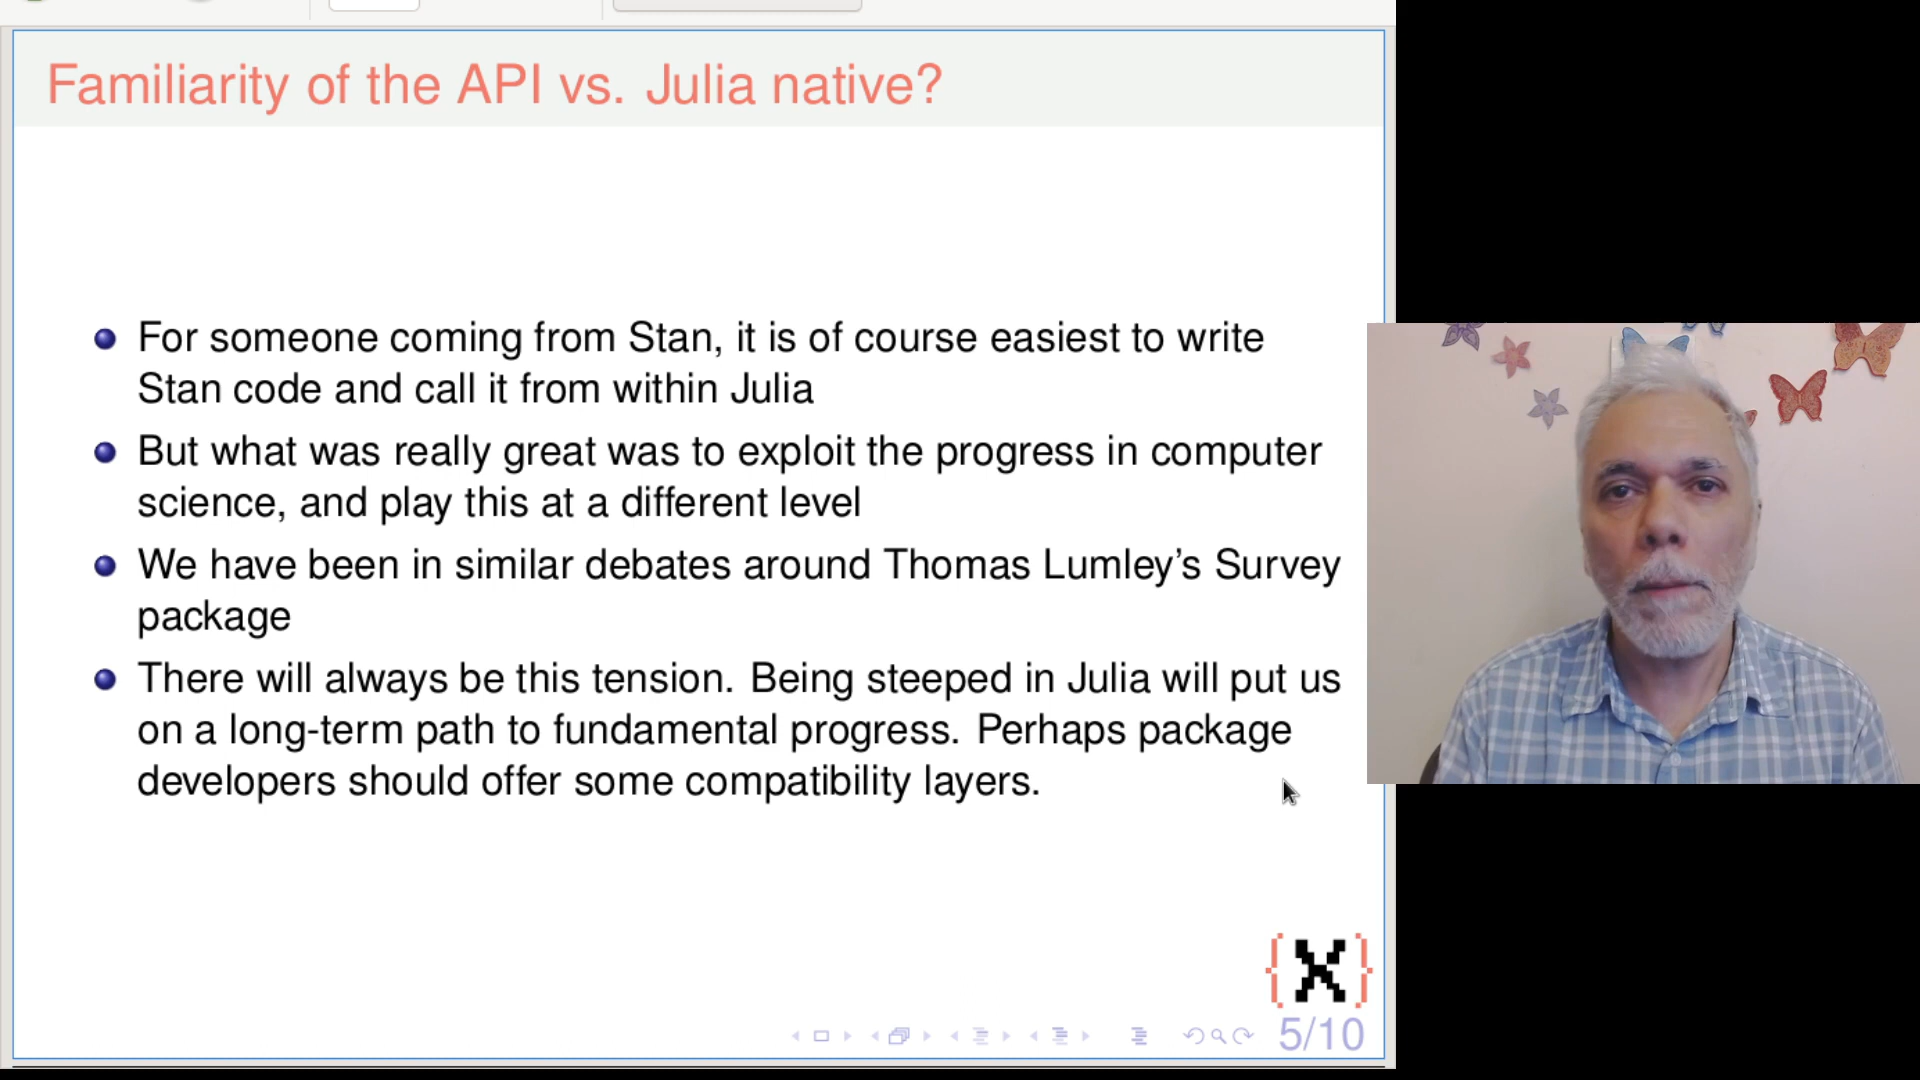 Familiarity of the API vs. Julia native?
For someone coming from Stan, it is of course easiest to write
Stan code and call it from within Julia
But what was really great was to exploit the progress in computer
science, and play this at a different level
We have been in similar debates around Thomas Lumley’s Survey
package
There will always be this tension. Being steeped in Julia will put us
on a long-term path to fundamental progress. Perhaps package
developers should offer some compatibility layers.
{X}
5/10